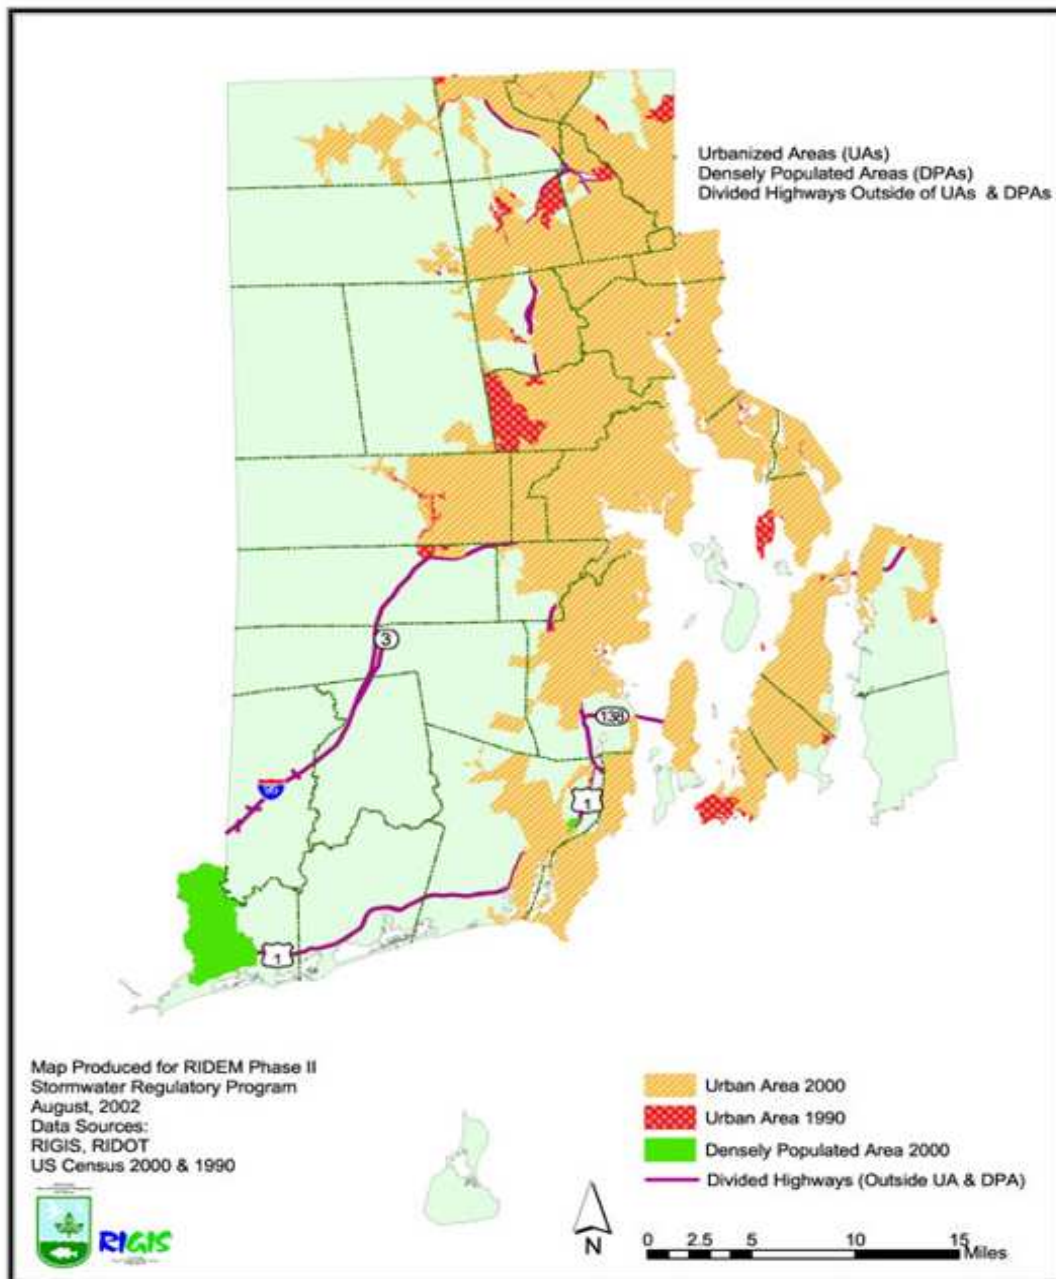 Urbanized Areas (UAs)
Densely Populated Areas (DPAs)
Divided Highways Outside of UAs & DPAs
3
138
95
1
1
Map Produced for RIDEM Phase II
Stormwater Regulatory Program
August, 2002
Data Sources:
RIGIS, RIDOT
US Census 2000 & 1990
RIGIS
Urban Area 2000
Urban Area 1990
Densely Populated Area 2000
Divided Highways (Outside UA & DPA)
N
0 2.5 5 10 15
Miles